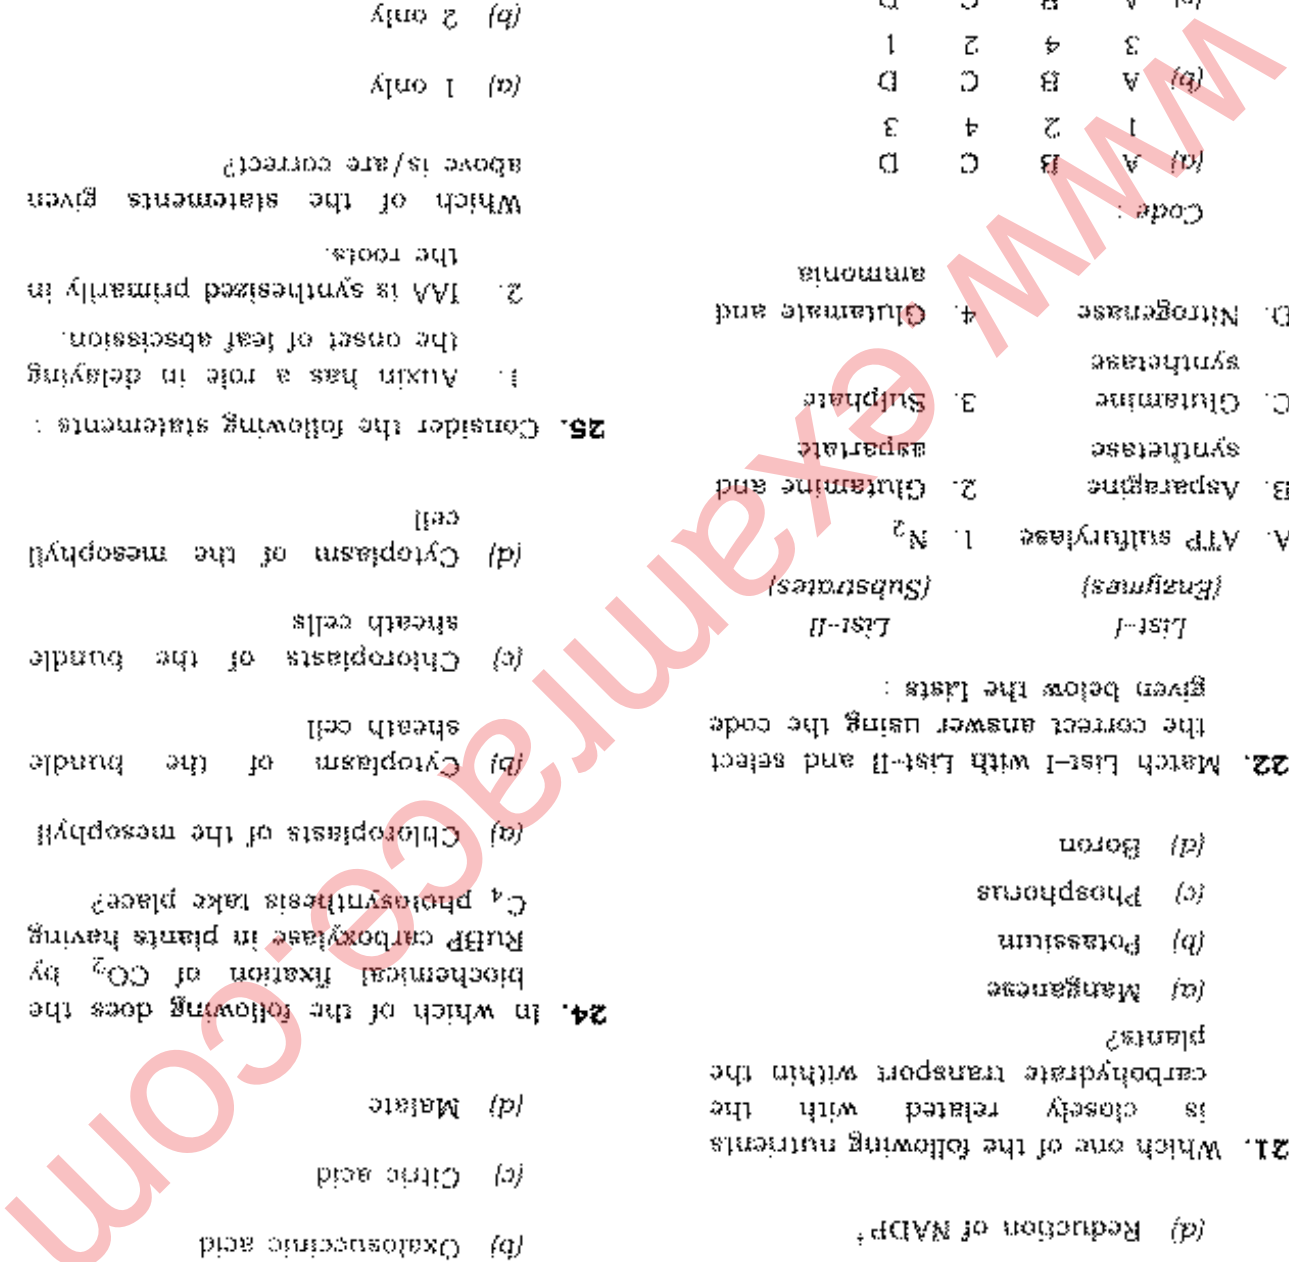 (d) Reduction of NADP⁺
21. Which one of the following nutrients
is closely related with the
carbohydrate transport within the
plants?
(a) Manganese
(b) Potassium
(c) Phosphorus
(d) Boron
22. Match List-I with List-II and select
the correct answer using the code
given below the Lists :
List-I List-II
(Enzymes) (Substrates)
A. ATP sulfurylase 1. N₂
B. Asparagine 2. Glutamine and
synthetase aspartate
C. Glutamine 3. Sulphate
synthetase
D. Nitrogenase 4. Glutamate and
ammonia
Code :
(a) A B C D
1 2 4 3
(b) A B C D
3 4 2 1
A B C D
(b) Oxalosuccinic acid
(c) Citric acid
(d) Malate
24. In which of the following does the
biochemical fixation of CO₂ by
RuBP carboxylase in plants having
C₄ photosynthesis take place?
(a) Chloroplasts of the mesophyll
(b) Cytoplasm of the bundle
sheath cell
(c) Chloroplasts of the bundle
sheath cells
(d) Cytoplasm of the mesophyll
cell
25. Consider the following statements :
1. Auxin has a role in delaying
the onset of leaf abscission.
2. IAA is synthesized primarily in
the roots.
Which of the statements given
above is/are correct?
(a) 1 only
(b) 2 only
www.examrace.com